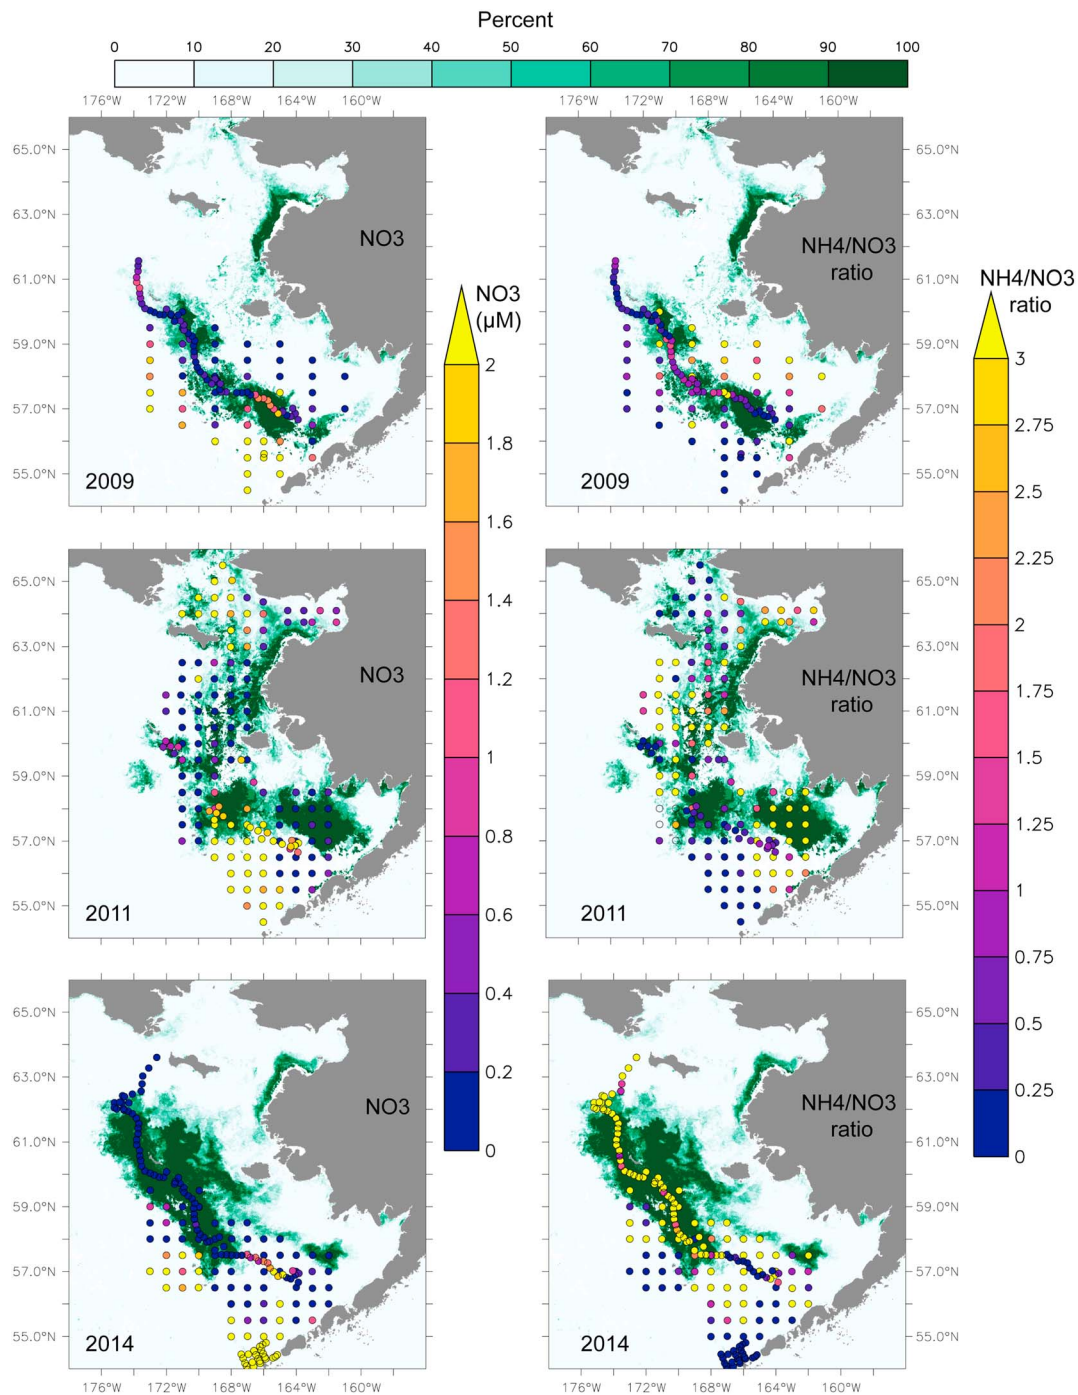 Percent
0 10 20 30 40 50 60 70 80 90 100
176°W 172°W 168°W 164°W 160°W 176°W 172°W 168°W 164°W 160°W
65.0°N 65.0°N
63.0°N 63.0°N
NO3 NH4/NO3
ratio
61.0°N 61.0°N
59.0°N 59.0°N
57.0°N 57.0°N
55.0°N 55.0°N
2009 2009
NO3
(µM)
2
1.8
1.6
1.4
1.2
1
0.8
0.6
0.4
0.2
0
NH4/NO3
ratio
3
2.75
2.5
2.25
2
1.75
1.5
1.25
1
0.75
0.5
0.25
0
65.0°N 65.0°N
63.0°N 63.0°N
NO3 NH4/NO3
ratio
61.0°N 61.0°N
59.0°N 59.0°N
57.0°N 57.0°N
55.0°N 55.0°N
2011 2011
65.0°N 65.0°N
63.0°N 63.0°N
NO3 NH4/NO3
ratio
61.0°N 61.0°N
59.0°N 59.0°N
57.0°N 57.0°N
55.0°N 55.0°N
2014 2014
176°W 172°W 168°W 164°W 160°W 176°W 172°W 168°W 164°W 160°W